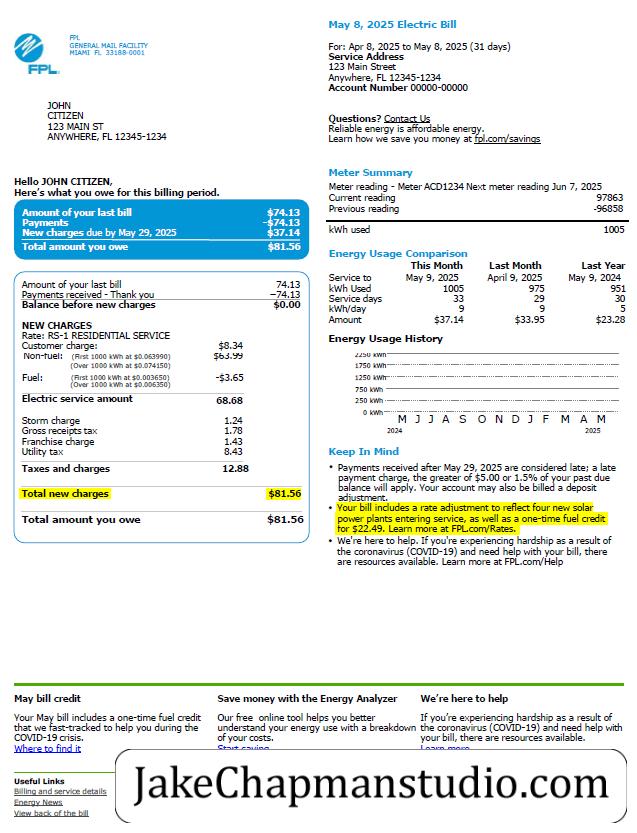 May 8, 2025 Electric Bill
FPL
GENERAL MAIL FACILITY
MIAMI FL 33188-0001
FPL.
For: Apr 8, 2025 to May 8, 2025 (31 days)
Service Address
123 Main Street
Anywhere, FL 12345-1234
Account Number 00000-00000
JOHN
CITIZEN
123 MAIN ST
ANYWHERE, FL 12345-1234
Questions? Contact Us
Reliable energy is affordable energy.
Learn how we save you money at fpl.com/savings
Hello JOHN CITIZEN,
Here's what you owe for this billing period.
Amount of your last bill $74.13
Payments -$74.13
New charges due by May 29, 2025 $37.14
Total amount you owe $81.56
Amount of your last bill 74.13
Payments received - Thank you −74.13
Balance before new charges $0.00
NEW CHARGES
Rate: RS-1 RESIDENTIAL SERVICE
Customer charge: $8.34
Non-fuel: (First 1000 kWh at $0.063990) $63.99
(Over 1000 kWh at $0.074150)
Fuel: (First 1000 kWh at $0.003650) -$3.65
(Over 1000 kWh at $0.006350)
Electric service amount 68.68
Storm charge 1.24
Gross receipts tax 1.78
Franchise charge 1.43
Utility tax 8.43
Taxes and charges 12.88
Total new charges $81.56
Total amount you owe $81.56
Meter Summary
Meter reading - Meter ACD1234 Next meter reading Jun 7, 2025
Current reading 97863
Previous reading -96858
kWh used 1005
Energy Usage Comparison
This Month Last Month Last Year
Service to May 9, 2025 April 9, 2025 May 9, 2024
kWh Used 1005 975 951
Service days 33 29 30
kWh/day 9 9 5
Amount $37.14 $33.95 $23.28
Energy Usage History
2250 kWh
1750 kWh
1250 kWh
750 kWh
250 kWh
0 kWh
M J J A S O N D J F M A M
2024 2025
Keep In Mind
• Payments received after May 29, 2025 are considered late; a late
payment charge, the greater of $5.00 or 1.5% of your past due
balance will apply. Your account may also be billed a deposit
adjustment.
• Your bill includes a rate adjustment to reflect four new solar
power plants entering service, as well as a one-time fuel credit
for $22.49. Learn more at FPL.com/Rates.
• We're here to help. If you're experiencing hardship as a result of
the coronavirus (COVID-19) and need help with your bill, there
are resources available. Learn more at FPL.com/Help
May bill credit
Your May bill includes a one-time fuel credit
that we fast-tracked to help you during the
COVID-19 crisis.
Where to find it
Save money with the Energy Analyzer
Our free online tool helps you better
understand your energy use with a breakdown
of your costs.
Start saving
We're here to help
If you're experiencing hardship as a result of
the coronavirus (COVID-19) and need help with
your bill, there are resources available.
Learn more
Useful Links
Billing and service details
Energy News
View back of the bill
JakeChapmanstudio.com